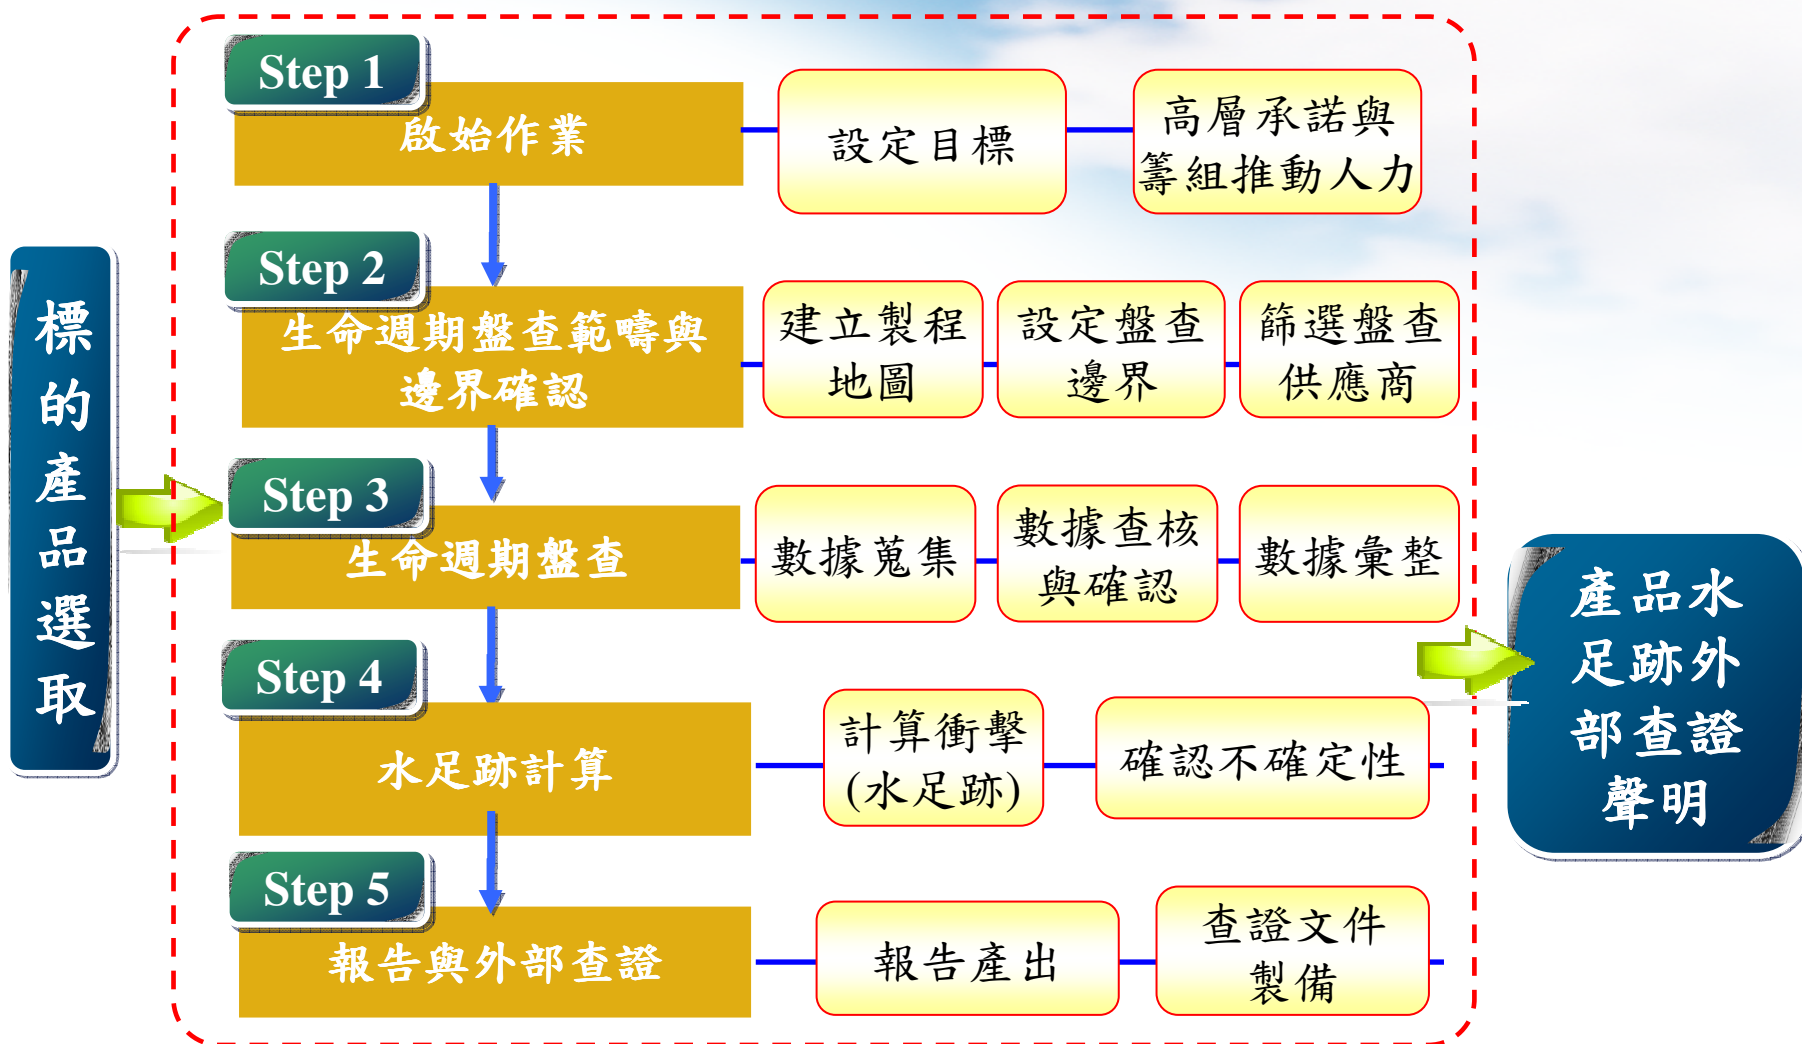 標
的
產
品
選
取
Step 1
啟始作業
設定目標
高層承諾與
籌組推動人力
Step 2
生命週期盤查範疇與
邊界確認
建立製程
地圖
設定盤查
邊界
篩選盤查
供應商
Step 3
生命週期盤查
數據蒐集
數據查核
與確認
數據彙整
Step 4
水足跡計算
計算衝擊
(水足跡)
確認不確定性
Step 5
報告與外部查證
報告產出
查證文件
製備
產品水
足跡外
部查證
聲明